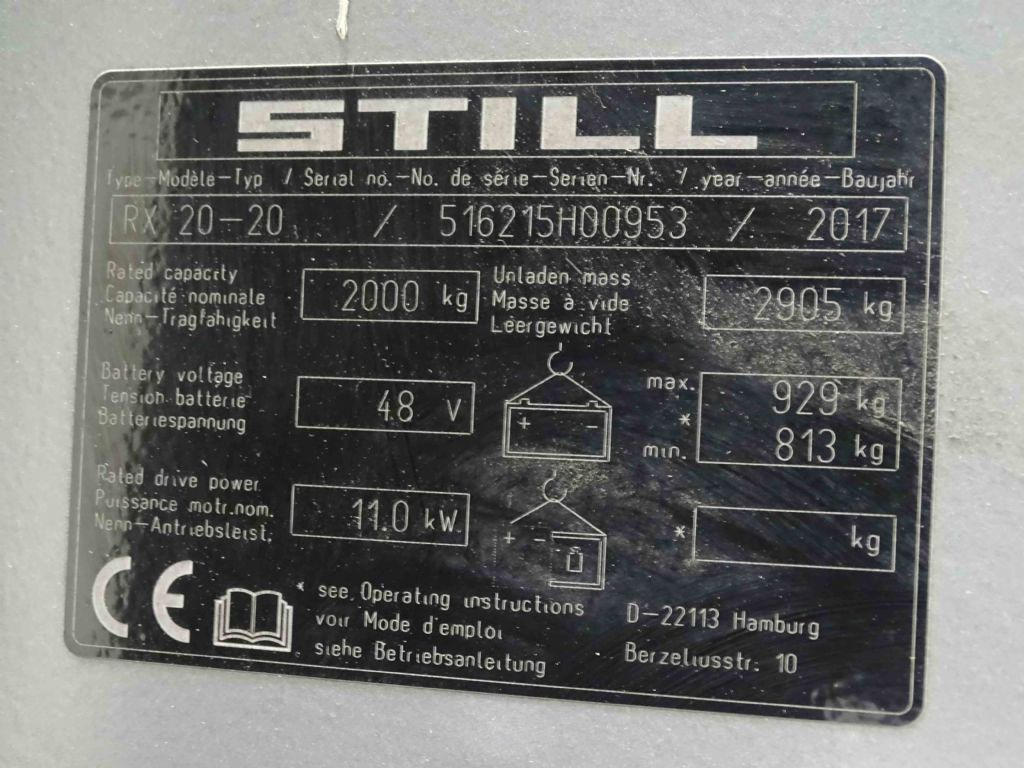 STILL
Type-Modèle-Typ / Serial no.-No. de série-Serien-Nr. / year-année-Baujahr
RX 20-20 / 516215H00953 / 2017
Rated capacity
Capacité nominale
Nenn-Tragfähigkeit
2000 kg
Unladen mass
Masse à vide
Leergewicht
2905 kg
Battery voltage
Tension batterie
Batteriespannung
48 V
+ -
max.
*
min.
929 kg
813 kg
Rated drive power
Puissance motr.nom.
Nenn-Antriebsleist.
11.0 kW
+ -
* kg
CE
* see Operating instructions
voir Mode d'emploi
siehe Betriebsanleitung
D-22113 Hamburg
Berzeliusstr. 10